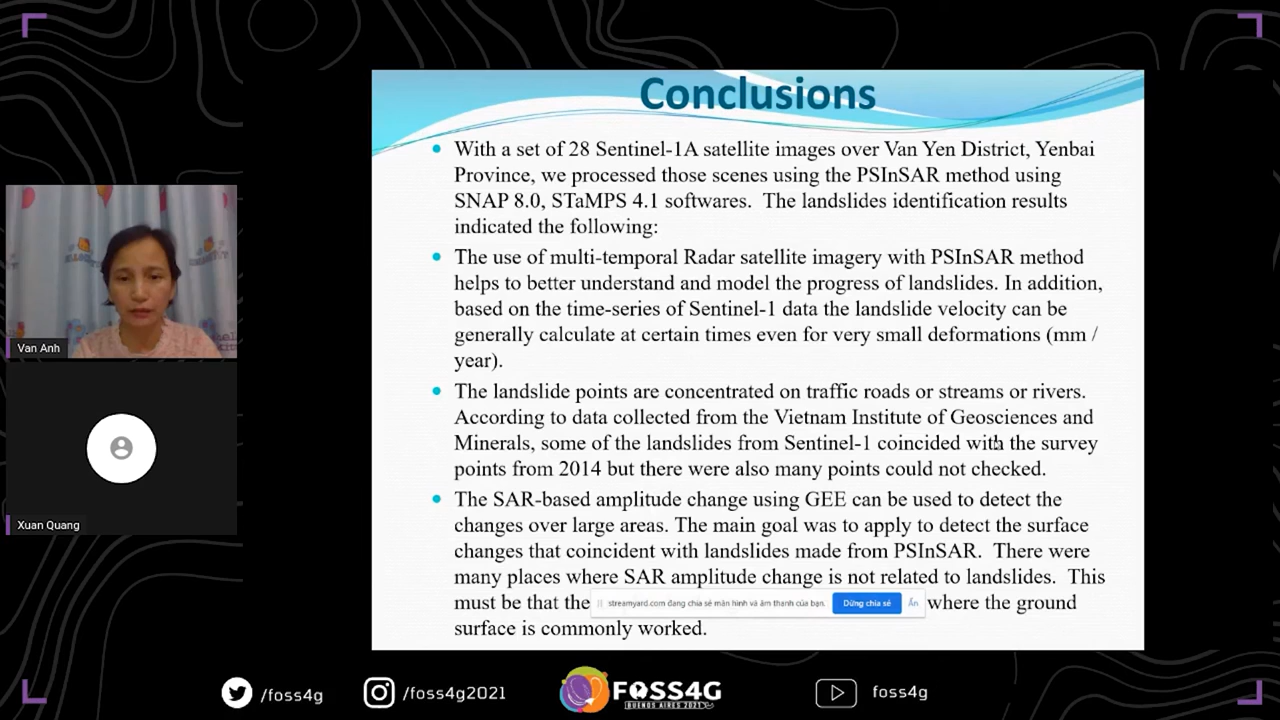 Conclusions
With a set of 28 Sentinel-1A satellite images over Van Yen District, Yenbai
Province, we processed those scenes using the PSInSAR method using
SNAP 8.0, STaMPS 4.1 softwares. The landslides identification results
indicated the following:
The use of multi-temporal Radar satellite imagery with PSInSAR method
helps to better understand and model the progress of landslides. In addition,
based on the time-series of Sentinel-1 data the landslide velocity can be
generally calculate at certain times even for very small deformations (mm /
year).
The landslide points are concentrated on traffic roads or streams or rivers.
According to data collected from the Vietnam Institute of Geosciences and
Minerals, some of the landslides from Sentinel-1 coincided with the survey
points from 2014 but there were also many points could not checked.
The SAR-based amplitude change using GEE can be used to detect the
changes over large areas. The main goal was to apply to detect the surface
changes that coincident with landslides made from PSInSAR. There were
many places where SAR amplitude change is not related to landslides. This
must be that the where the ground
surface is commonly worked.
streamyard.com đang chia sẻ màn hình và âm thanh của bạn. Dừng chia sẻ Ẩn
Van Anh
Xuan Quang
/foss4g
/foss4g2021
FOSS4G
BUENOS AIRES 2021
foss4g